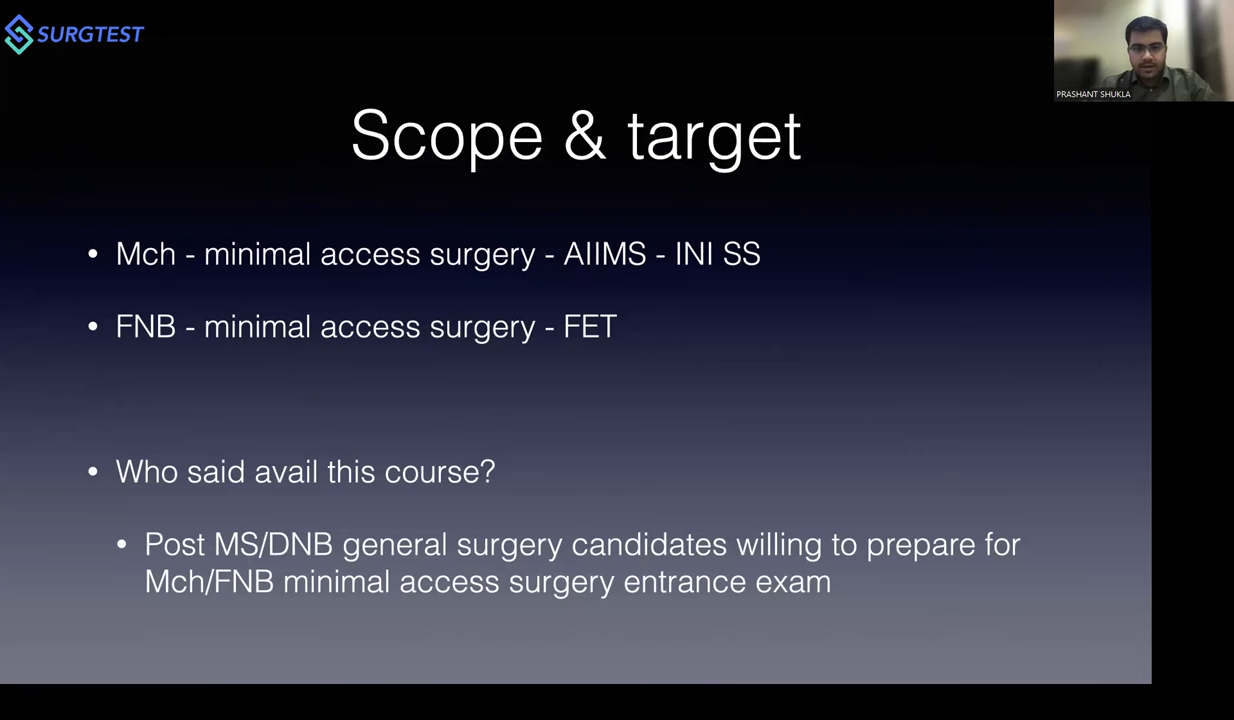 SURGTEST
PRASHANT SHUKLA
Scope & target
• Mch - minimal access surgery - AIIMS - INI SS
• FNB - minimal access surgery - FET
• Who said avail this course?
• Post MS/DNB general surgery candidates willing to prepare for
Mch/FNB minimal access surgery entrance exam